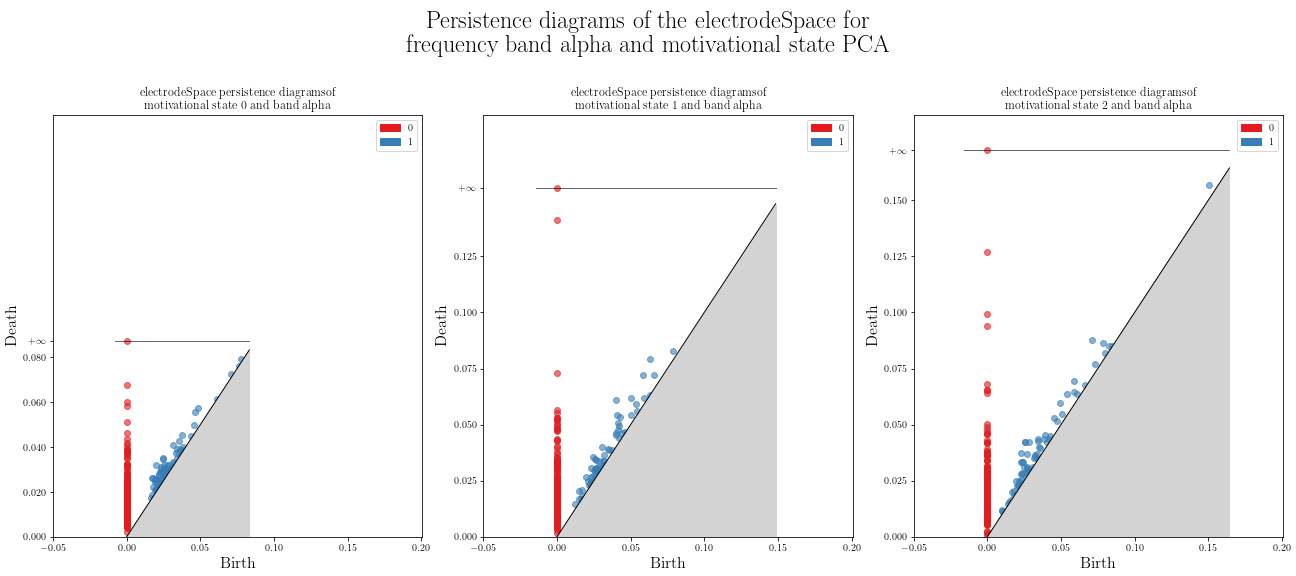 Persistence diagrams of the electrodeSpace for
frequency band alpha and motivational state PCA
electrodeSpace persistence diagramsof
motivational state 0 and band alpha
0
1
Death
+∞
0.080
0.060
0.040
0.020
0.000
−0.05 0.00 0.05 0.10 0.15 0.20
Birth
electrodeSpace persistence diagramsof
motivational state 1 and band alpha
0
1
Death
+∞
0.125
0.100
0.075
0.050
0.025
0.000
−0.05 0.00 0.05 0.10 0.15 0.20
Birth
electrodeSpace persistence diagramsof
motivational state 2 and band alpha
0
1
Death
+∞
0.150
0.125
0.100
0.075
0.050
0.025
0.000
−0.05 0.00 0.05 0.10 0.15 0.20
Birth